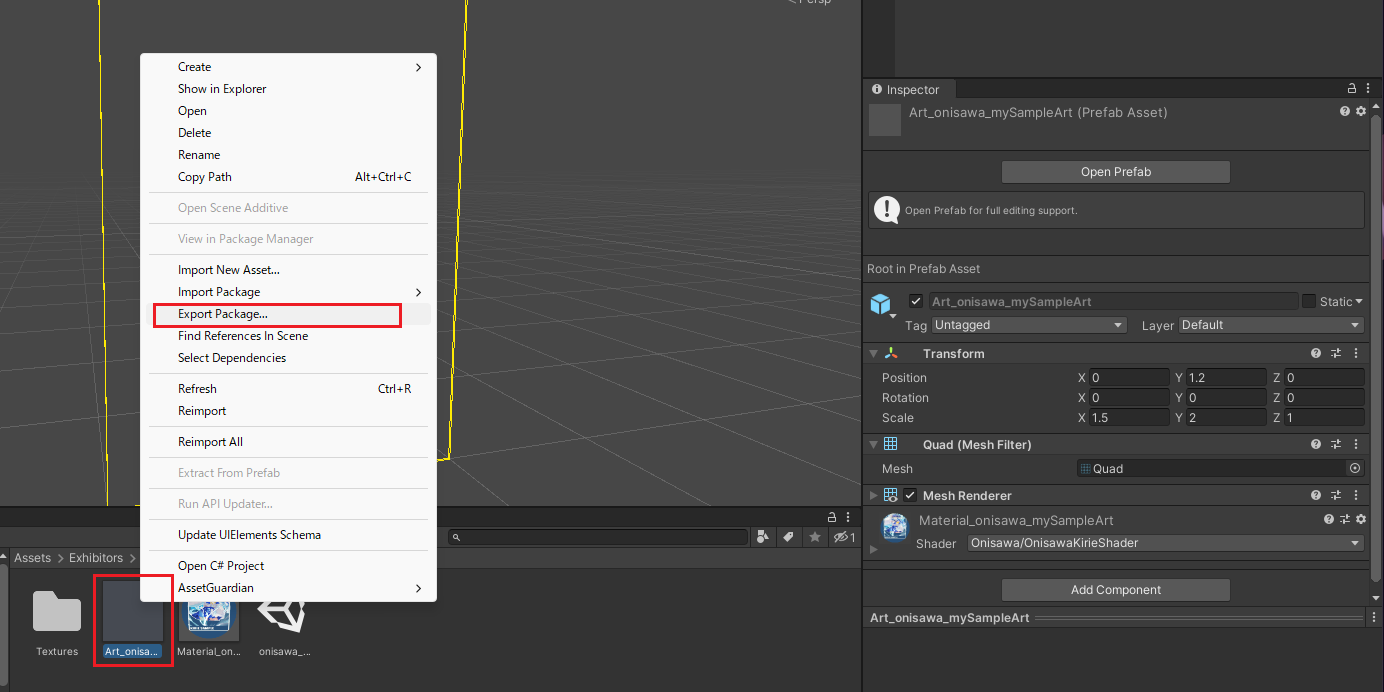 < Persp
Create
Show in Explorer
Open
Delete
Rename
Copy Path Alt+Ctrl+C
Open Scene Additive
View in Package Manager
Import New Asset...
Import Package
Export Package...
Find References In Scene
Select Dependencies
Refresh Ctrl+R
Reimport
Reimport All
Extract From Prefab
Run API Updater...
Update UIElements Schema
Open C# Project
AssetGuardian
1
Assets > Exhibitors >
Textures
Art_onisa...
Material_on...
onisawa_...
Inspector
Art_onisawa_mySampleArt (Prefab Asset)
Open Prefab
Open Prefab for full editing support.
Root in Prefab Asset
Art_onisawa_mySampleArt Static
Tag Untagged Layer Default
Transform
Position X 0 Y 1.2 Z 0
Rotation X 0 Y 0 Z 0
Scale X 1.5 Y 2 Z 1
Quad (Mesh Filter)
Mesh Quad
Mesh Renderer
Material_onisawa_mySampleArt
Shader Onisawa/OnisawaKirieShader
Add Component
Art_onisawa_mySampleArt